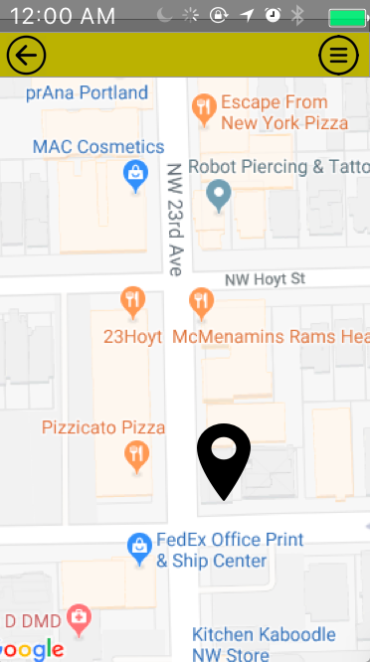 12:00 AM
prAna Portland
Escape From
New York Pizza
MAC Cosmetics
Robot Piercing & Tatto
NW 23rd Ave
NW Hoyt St
23Hoyt
McMenamins Rams Hea
Pizzicato Pizza
FedEx Office Print
& Ship Center
D DMD
Kitchen Kaboodle
NW Store
oogle